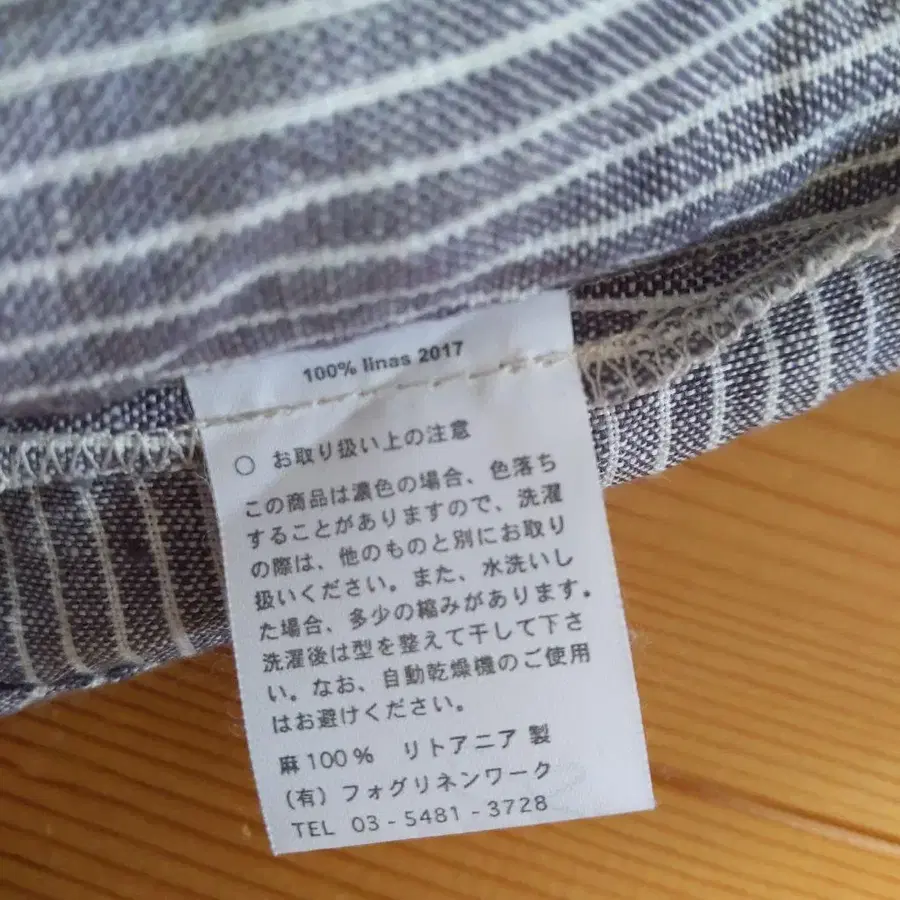 100% linas 2017
○ お取り扱い上の注意
この商品は濃色の場合、色落ち
することがありますので、洗濯
の際は、他のものと別にお取り
扱いください。また、水洗いし
た場合、多少の縮みがあります。
洗濯後は型を整えて干して下さ
い。なお、自動乾燥機のご使用
はお避けください。
麻100% リトアニア 製
(有) フォグリネンワーク
TEL 03-5481-3728